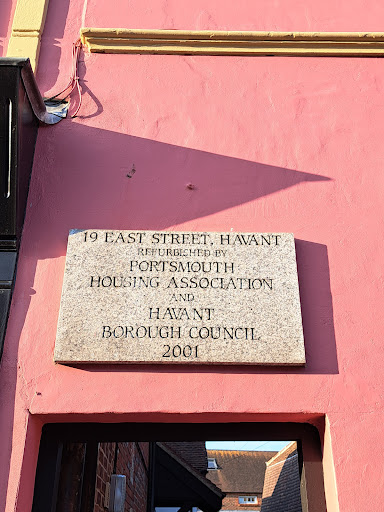 19 EAST STREET, HAVANT
REFURBISHED BY
PORTSMOUTH
HOUSING ASSOCIATION
AND
HAVANT
BOROUGH COUNCIL
2001